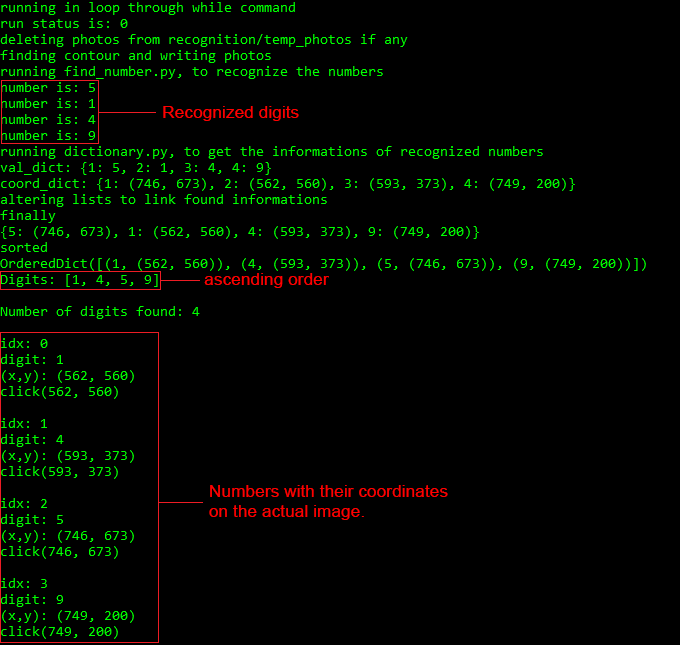 running in loop through while command
run status is: 0
deleting photos from recognition/temp_photos if any
finding contour and writing photos
running find_number.py, to recognize the numbers
number is: 5
number is: 1
Recognized digits
number is: 4
number is: 9
running dictionary.py, to get the informations of recognized numbers
val_dict: {1: 5, 2: 1, 3: 4, 4: 9}
coord_dict: {1: (746, 673), 2: (562, 560), 3: (593, 373), 4: (749, 200)}
altering lists to link found informations
finally
{5: (746, 673), 1: (562, 560), 4: (593, 373), 9: (749, 200)}
sorted
OrderedDict([(1, (562, 560)), (4, (593, 373)), (5, (746, 673)), (9, (749, 200))])
Digits: [1, 4, 5, 9] ascending order
Number of digits found: 4
idx: 0
digit: 1
(x,y): (562, 560)
click(562, 560)
idx: 1
digit: 4
(x,y): (593, 373)
click(593, 373)
idx: 2
digit: 5
(x,y): (746, 673)
click(746, 673)
idx: 3
digit: 9
(x,y): (749, 200)
click(749, 200)
Numbers with their coordinates
on the actual image.